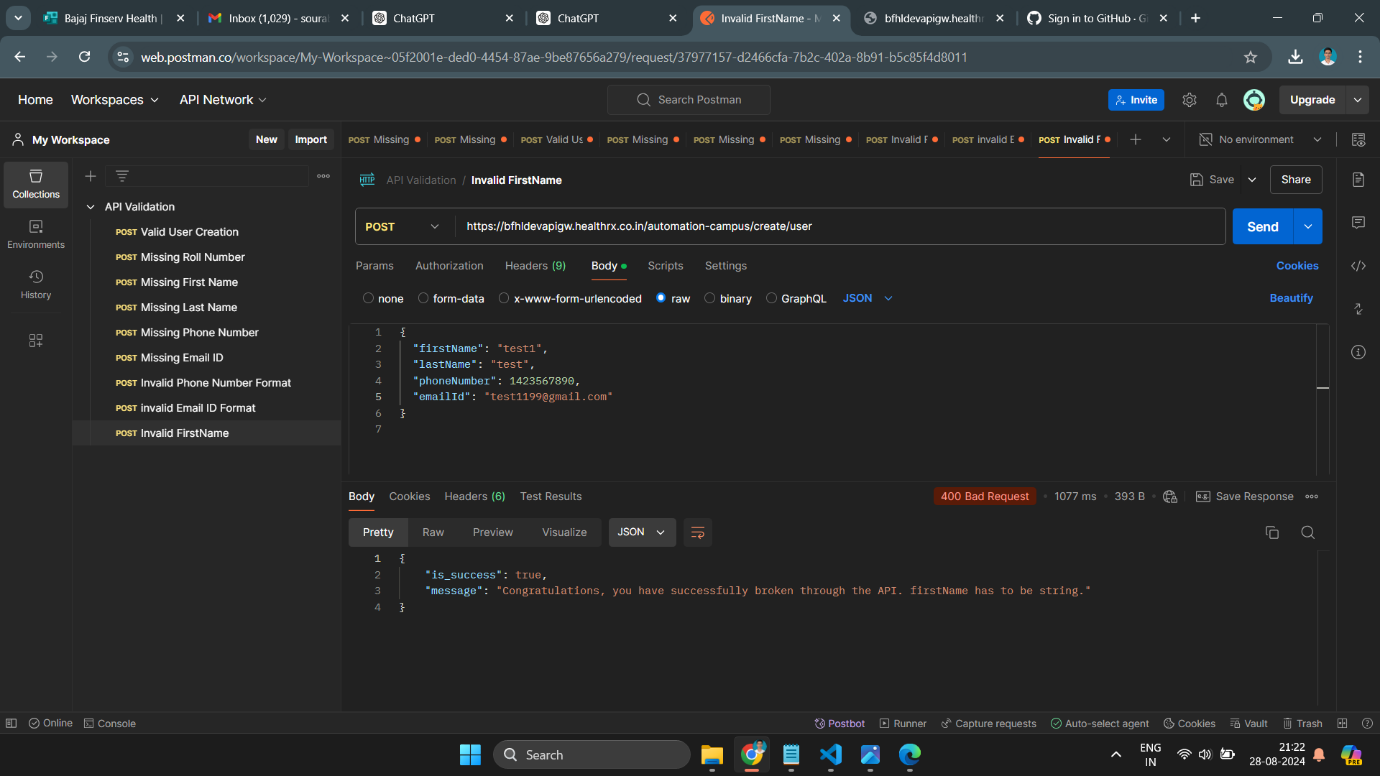 Bajaj Finserv Health |
Inbox (1,029) - soura
ChatGPT
ChatGPT
Invalid FirstName - M
bfhldevapigw.healthr
Sign in to GitHub · G
web.postman.co/workspace/My-Workspace~05f2001e-ded0-4454-87ae-9be87656a279/request/37977157-d2466cfa-7b2c-402a-8b91-b5c85f4d8011
Home Workspaces API Network Search Postman Invite Upgrade
My Workspace New Import
POST Missing POST Missing POST Valid Us POST Missing POST Missing POST Missing POST Invalid F POST invalid E POST Invalid F No environment
Collections
Environments
History
API Validation
POST Valid User Creation
POST Missing Roll Number
POST Missing First Name
POST Missing Last Name
POST Missing Phone Number
POST Missing Email ID
POST Invalid Phone Number Format
POST invalid Email ID Format
POST Invalid FirstName
HTTP API Validation / Invalid FirstName Save Share
POST https://bfhldevapigw.healthrx.co.in/automation-campus/create/user Send
Params Authorization Headers (9) Body Scripts Settings Cookies
none form-data x-www-form-urlencoded raw binary GraphQL JSON Beautify
1 {
2 "firstName": "test1",
3 "lastName": "test",
4 "phoneNumber": 1423567890,
5 "emailId": "test1199@gmail.com"
6 }
7
Body Cookies Headers (6) Test Results 400 Bad Request 1077 ms 393 B e.g. Save Response
Pretty Raw Preview Visualize JSON
1 {
2 "is_success": true,
3 "message": "Congratulations, you have successfully broken through the API. firstName has to be string."
4 }
Online Console Postbot Runner Capture requests Auto-select agent Cookies Vault Trash
Search
ENG
IN
21:22
28-08-2024
PRE